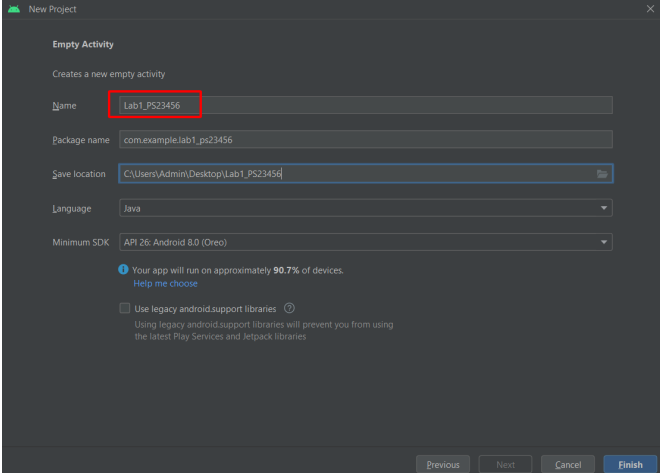 New Project
Empty Activity
Creates a new empty activity
Name Lab1_PS23456
Package name com.example.lab1_ps23456
Save location C:\Users\Admin\Desktop\Lab1_PS23456
Language Java
Minimum SDK API 26: Android 8.0 (Oreo)
Your app will run on approximately 90.7% of devices.
Help me choose
Use legacy android.support libraries
Using legacy android.support libraries will prevent you from using
the latest Play Services and Jetpack libraries
Previous Next Cancel Finish